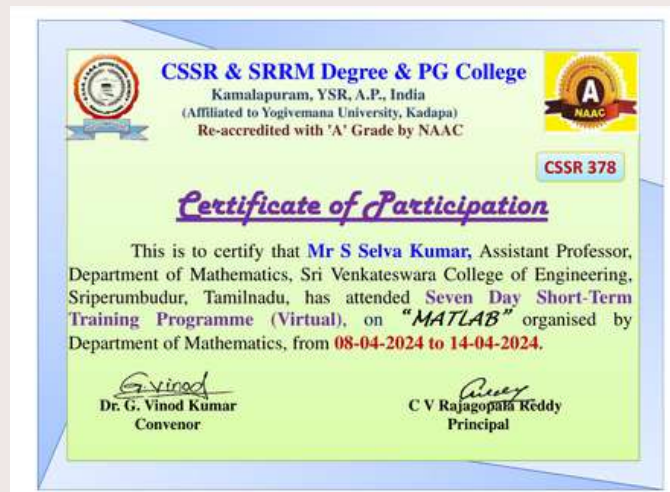 CSSR & SRRM Degree & PG College
Kamalapuram, YSR, A.P., India
(Affiliated to Yogivemana University, Kadapa)
Re-accredited with 'A' Grade by NAAC
A
NAAC
CSSR 378
Certificate of Participation
This is to certify that Mr S Selva Kumar, Assistant Professor,
Department of Mathematics, Sri Venkateswara College of Engineering,
Sriperumbudur, Tamilnadu, has attended Seven Day Short-Term
Training Programme (Virtual), on "MATLAB" organised by
Department of Mathematics, from 08-04-2024 to 14-04-2024.
G. Vinod
Dr. G. Vinod Kumar
Convenor
C V Rajagopala Reddy
Principal